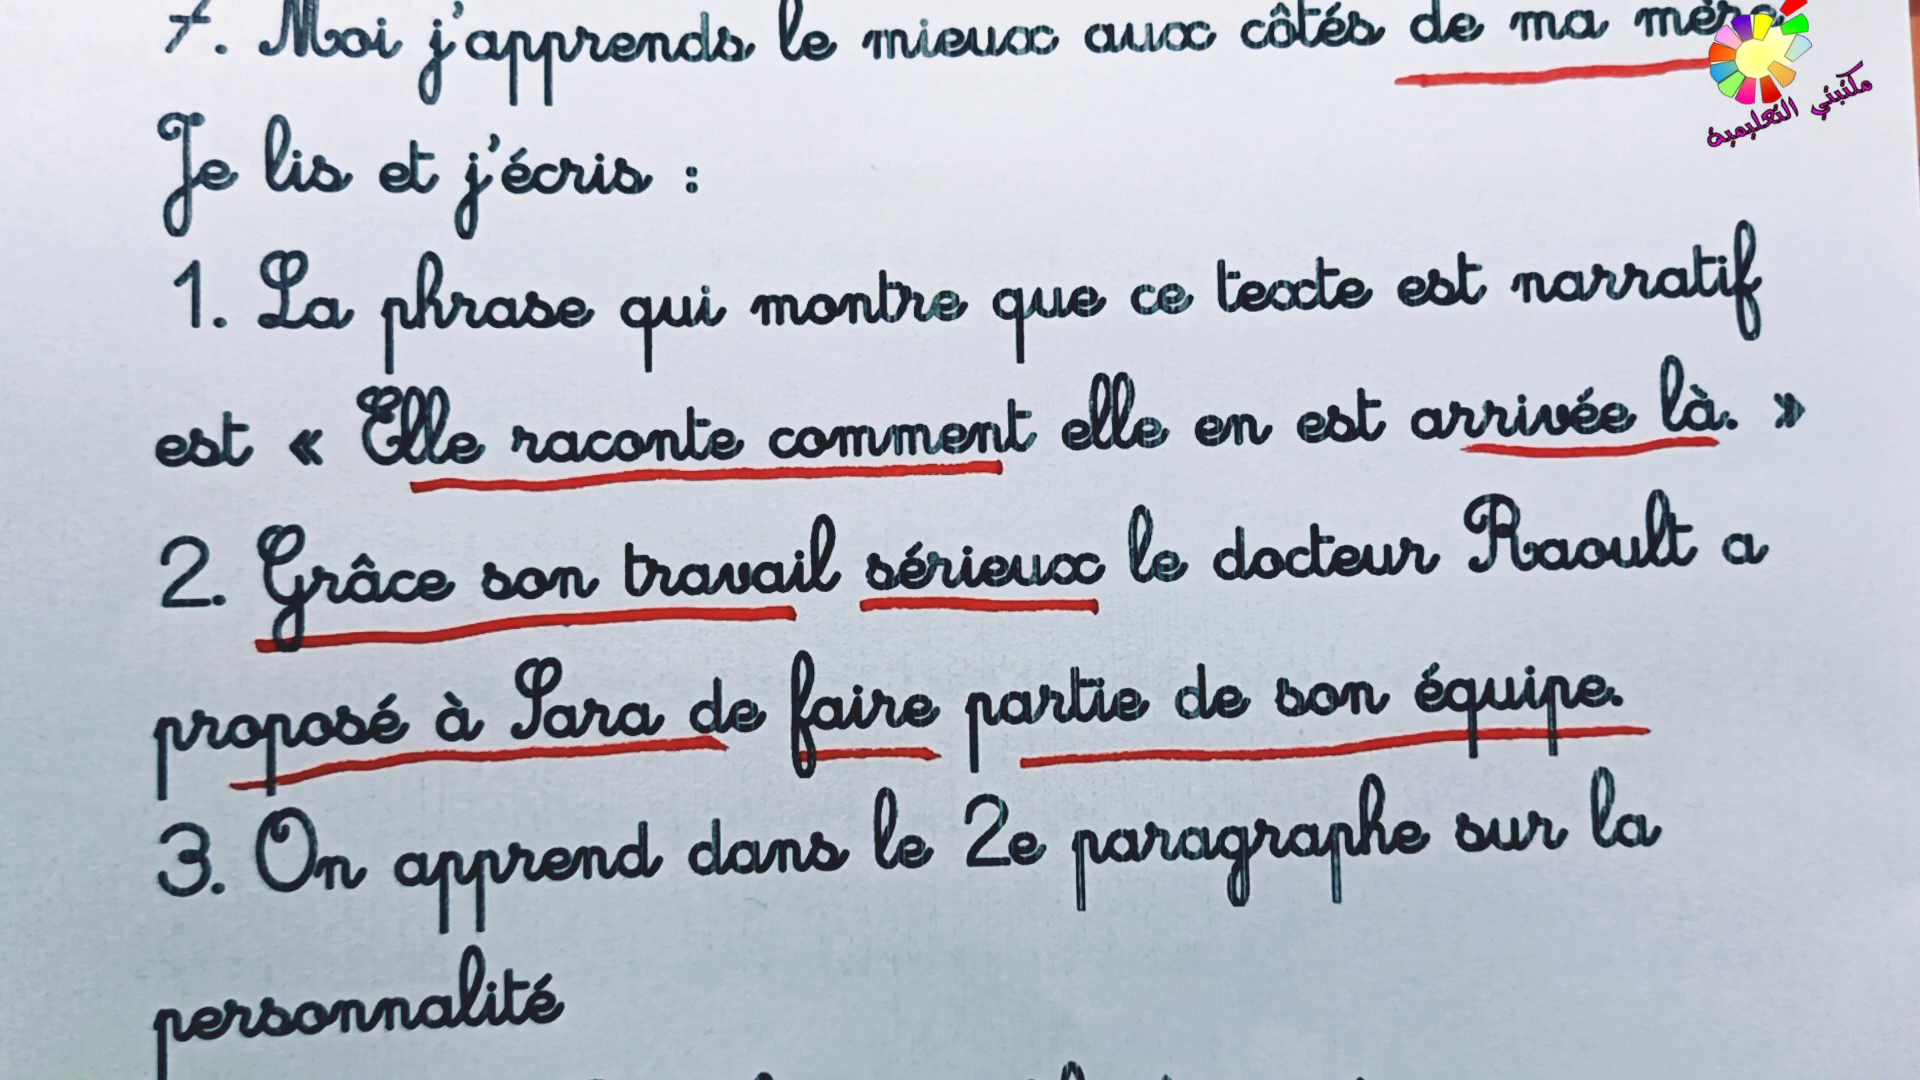 7. Moi j'apprends le mieux aux côtés de ma mère
مكتبتي التعليمية
Je lis et j'écris :
1. La phrase qui montre que ce texte est narratif
est « Elle raconte comment elle en est arrivée là. »
2. Grâce son travail sérieux le docteur Raoult a
proposé à Sara de faire partie de son équipe.
3. On apprend dans le 2e paragraphe sur la
personnalité